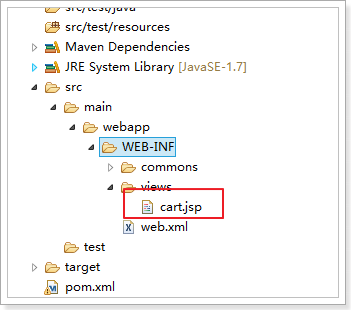 src/test/java
src/test/resources
Maven Dependencies
JRE System Library [JavaSE-1.7]
src
main
webapp
WEB-INF
commons
views
cart.jsp
web.xml
test
target
pom.xml